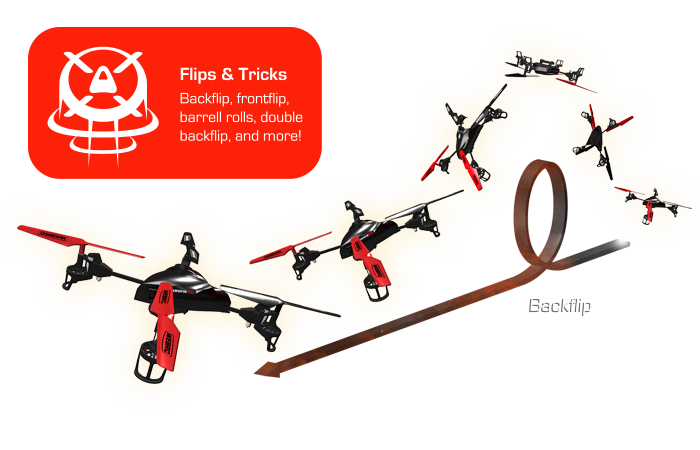 Flips & Tricks
Backflip, frontflip,
barrell rolls, double
backflip, and more!
Backflip